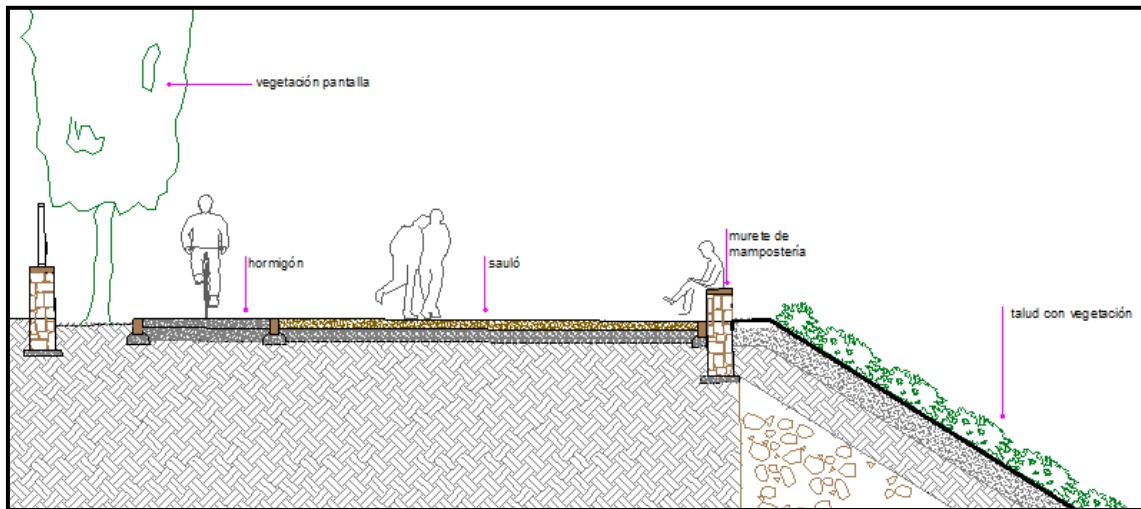 vegetación pantalla
hormigón
sauló
murete de
mampostería
talud con vegetación